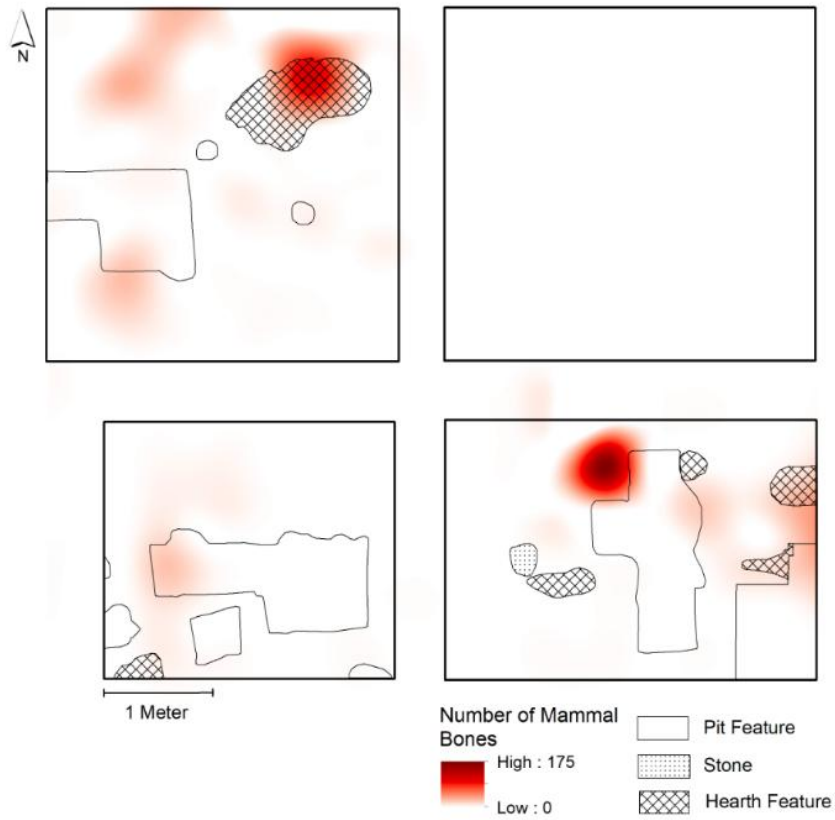 N
1 Meter
Number of Mammal
Bones
High : 175
Low : 0
Pit Feature
Stone
Hearth Feature